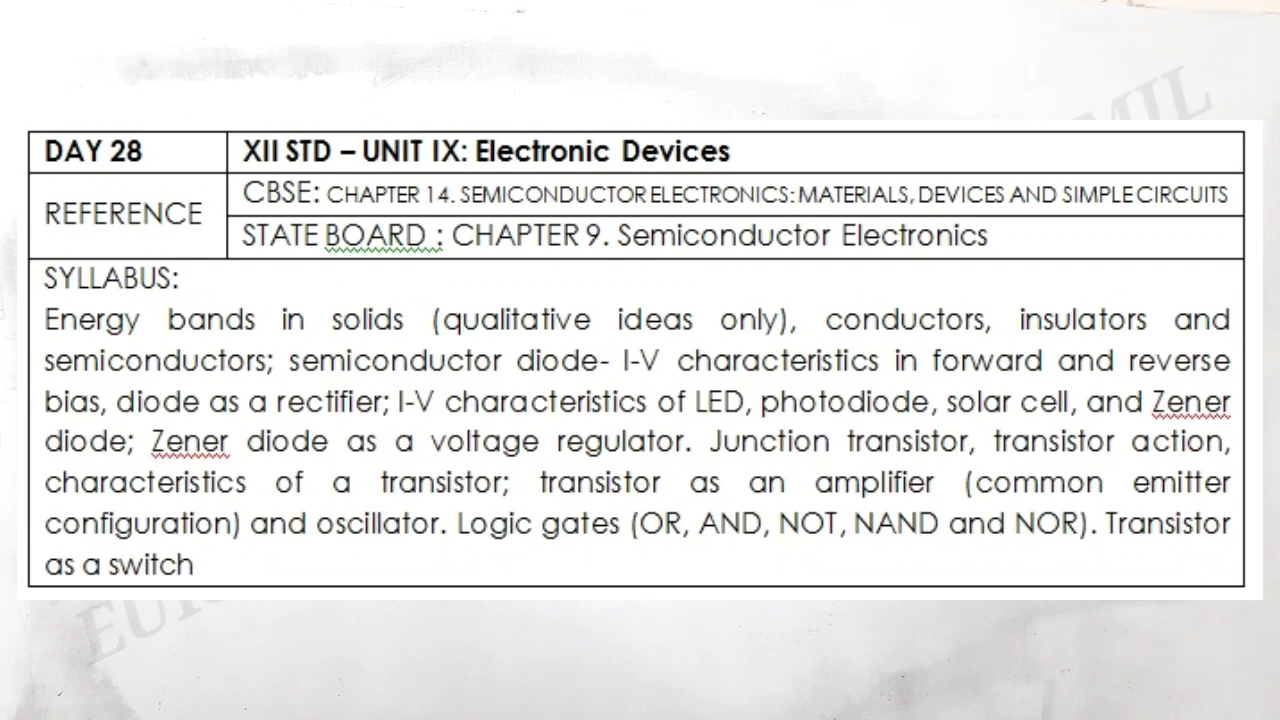 DAY 28
XII STD – UNIT IX: Electronic Devices
REFERENCE
CBSE: CHAPTER 14. SEMICONDUCTOR ELECTRONICS: MATERIALS, DEVICES AND SIMPLE CIRCUITS
STATE BOARD : CHAPTER 9. Semiconductor Electronics
SYLLABUS:
Energy bands in solids (qualitative ideas only), conductors, insulators and
semiconductors; semiconductor diode- I-V characteristics in forward and reverse
bias, diode as a rectifier; I-V characteristics of LED, photodiode, solar cell, and Zener
diode; Zener diode as a voltage regulator. Junction transistor, transistor action,
characteristics of a transistor; transistor as an amplifier (common emitter
configuration) and oscillator. Logic gates (OR, AND, NOT, NAND and NOR). Transistor
as a switch